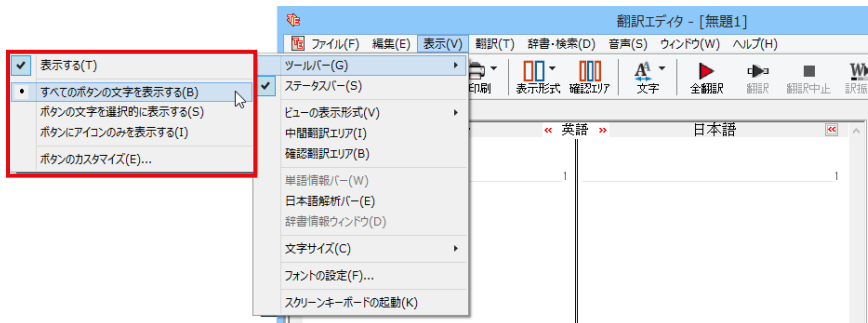 翻訳エディタ - [無題1]
ファイル(F) 編集(E) 表示(V) 翻訳(T) 辞書・検索(D) 音声(S) ウィンドウ(W) ヘルプ(H)
表示する(T)
すべてのボタンの文字を表示する(B)
ボタンの文字を選択的に表示する(S)
ボタンにアイコンのみを表示する(I)
ボタンのカスタマイズ(E)...
ツールバー(G)
ステータスバー(S)
ビューの表示形式(V)
中間翻訳エリア(I)
確認翻訳エリア(B)
単語情報バー(W)
日本語解析バー(E)
辞書情報ウィンドウ(D)
文字サイズ(C)
フォントの設定(F)...
スクリーンキーボードの起動(K)
印刷 表示形式 確認エリア 文字 全翻訳 翻訳 翻訳中止 訳振
« 英語 » 日本語 «
1 1